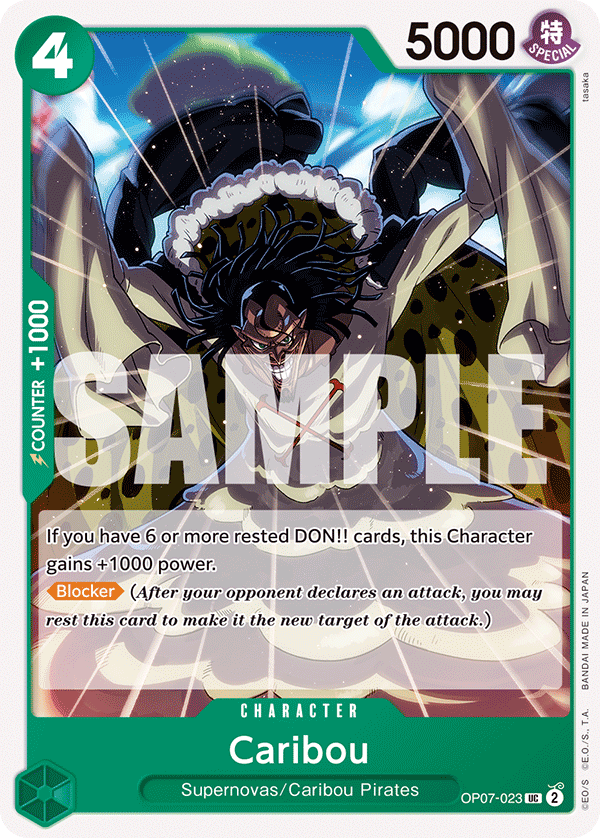 4
5000
特
SPECIAL
tasaka
COUNTER +1000
SAMPLE
If you have 6 or more rested DON!! cards, this Character
gains +1000 power.
Blocker (After your opponent declares an attack, you may
rest this card to make it the new target of the attack.)
CHARACTER
Caribou
Supernovas/Caribou Pirates
OP07-023 UC 2
©E.O/S ©E.O./S., T.A. BANDAI MADE IN JAPAN